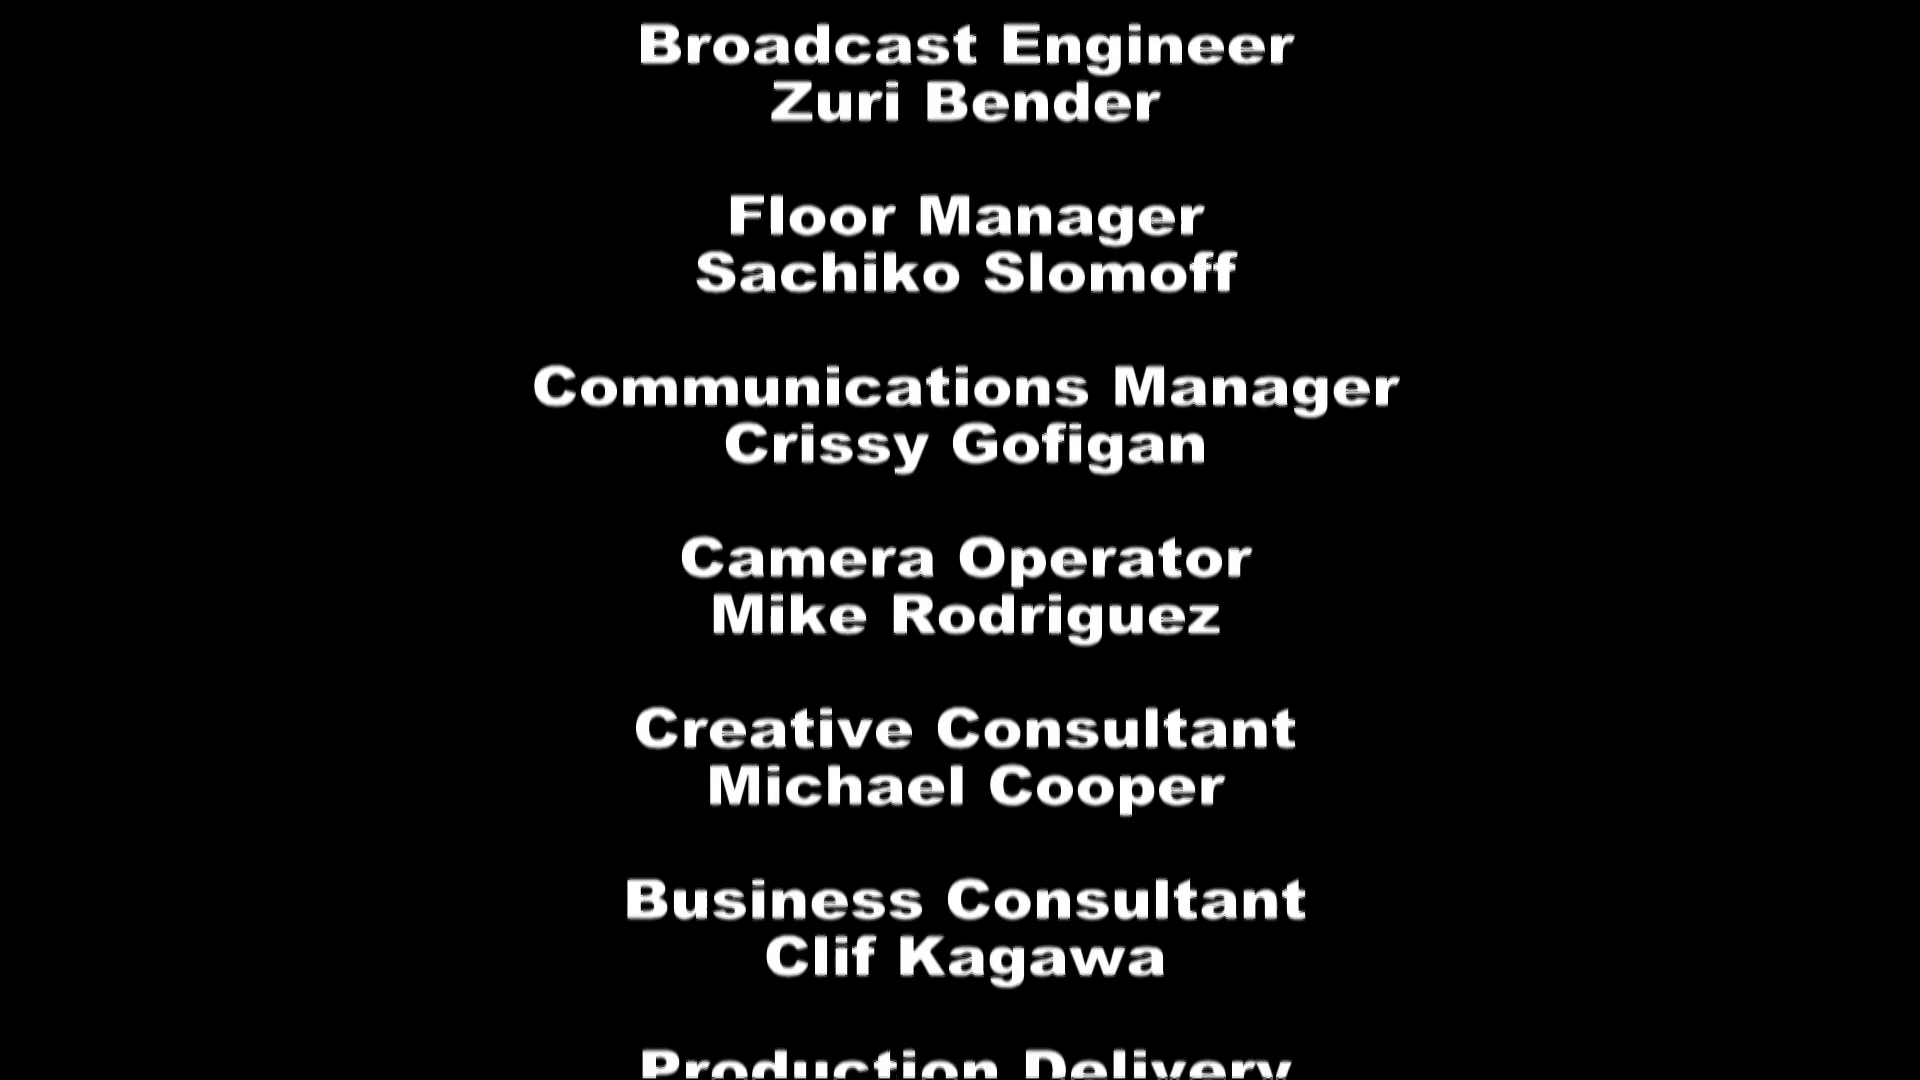 Broadcast Engineer
Zuri Bender
Floor Manager
Sachiko Slomoff
Communications Manager
Crissy Gofigan
Camera Operator
Mike Rodriguez
Creative Consultant
Michael Cooper
Business Consultant
Clif Kagawa
Production Delivery